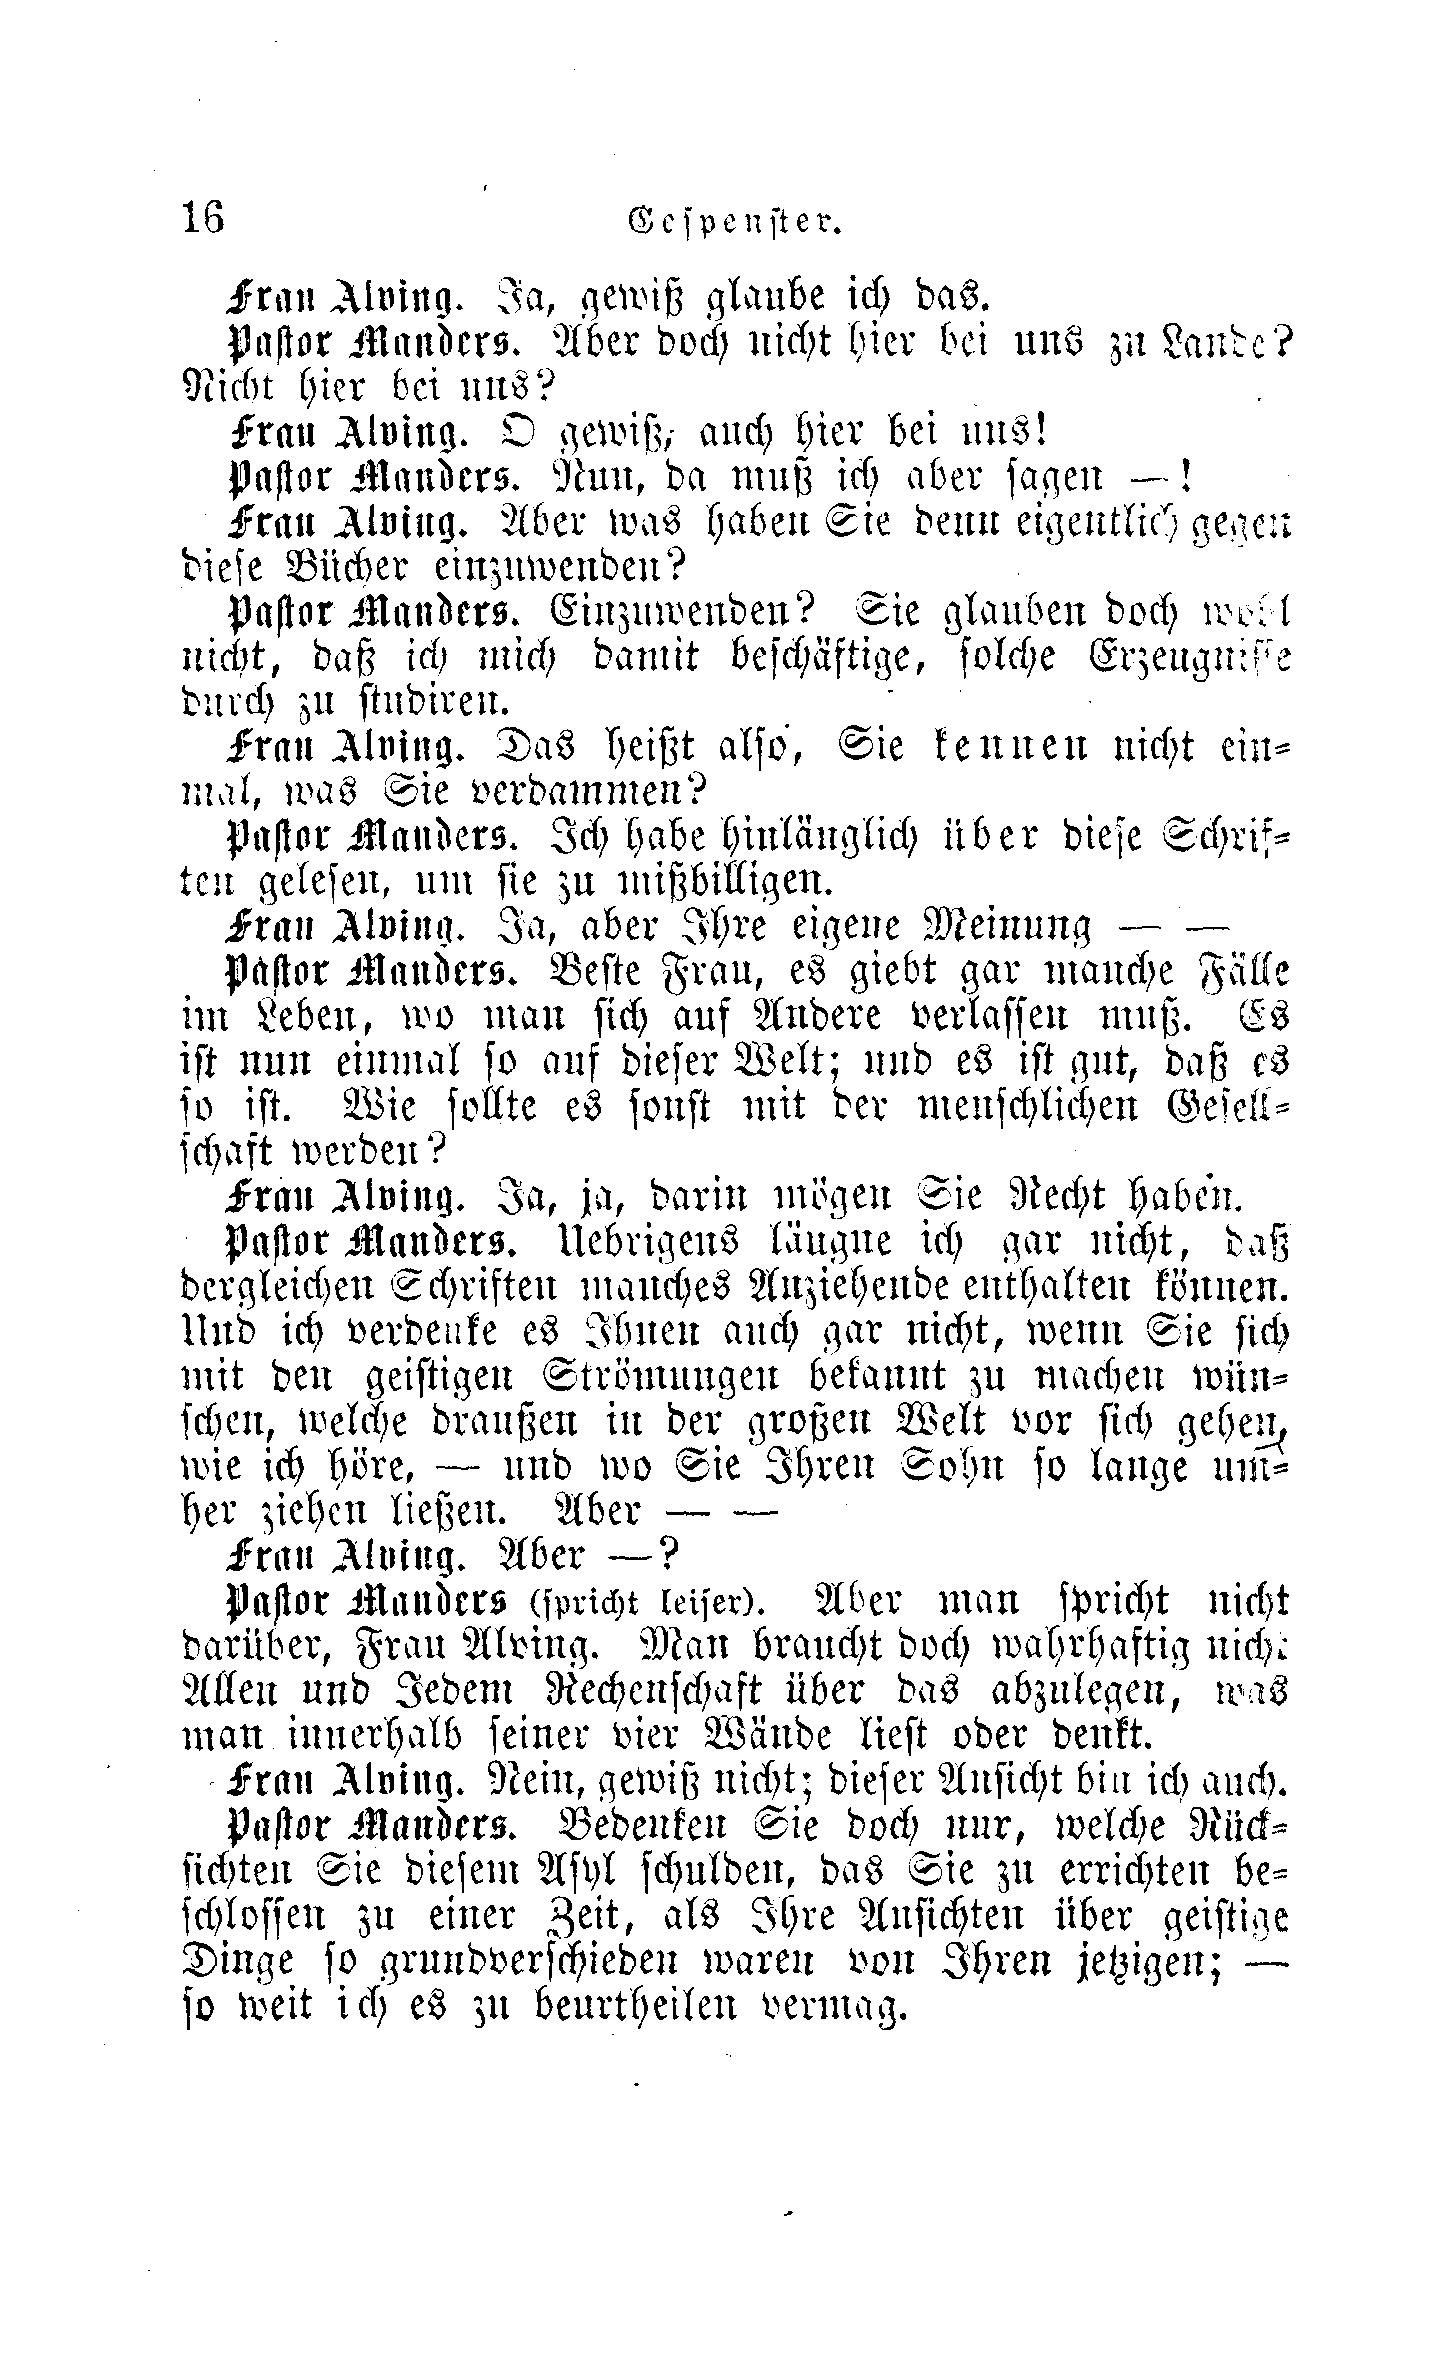 16 Gespenster.
Frau Alving. Ja, gewiß glaube ich das.
Pastor Manders. Aber doch nicht hier bei uns zu Lande?
Nicht hier bei uns?
Frau Alving. O gewiß, auch hier bei uns!
Pastor Manders. Nun, da muß ich aber sagen —!
Frau Alving. Aber was haben Sie denn eigentlich gegen
diese Bücher einzuwenden?
Pastor Manders. Einzuwenden? Sie glauben doch wohl
nicht, daß ich mich damit beschäftige, solche Erzeugnisse
durch zu studiren.
Frau Alving. Das heißt also, Sie kennen nicht ein-
mal, was Sie verdammen?
Pastor Manders. Ich habe hinlänglich über diese Schrif-
ten gelesen, um sie zu mißbilligen.
Frau Alving. Ja, aber Ihre eigene Meinung — —
Pastor Manders. Beste Frau, es giebt gar manche Fälle
im Leben, wo man sich auf Andere verlassen muß. Es
ist nun einmal so auf dieser Welt; und es ist gut, daß es
so ist. Wie sollte es sonst mit der menschlichen Gesell-
schaft werden?
Frau Alving. Ja, ja, darin mögen Sie Recht haben.
Pastor Manders. Uebrigens läugne ich gar nicht, daß
dergleichen Schriften manches Anziehende enthalten können.
Und ich verdenke es Ihnen auch gar nicht, wenn Sie sich
mit den geistigen Strömungen bekannt zu machen wün-
schen, welche draußen in der großen Welt vor sich gehen,
wie ich höre, — und wo Sie Ihren Sohn so lange um-
her ziehen ließen. Aber — —
Frau Alving. Aber —?
Pastor Manders (spricht leiser). Aber man spricht nicht
darüber, Frau Alving. Man braucht doch wahrhaftig nicht
Allen und Jedem Rechenschaft über das abzulegen, was
man innerhalb seiner vier Wände liest oder denkt.
Frau Alving. Nein, gewiß nicht; dieser Ansicht bin ich auch.
Pastor Manders. Bedenken Sie doch nur, welche Rück-
sichten Sie diesem Asyl schulden, das Sie zu errichten be-
schlossen zu einer Zeit, als Ihre Ansichten über geistige
Dinge so grundverschieden waren von Ihren jetzigen; —
so weit ich es zu beurtheilen vermag.